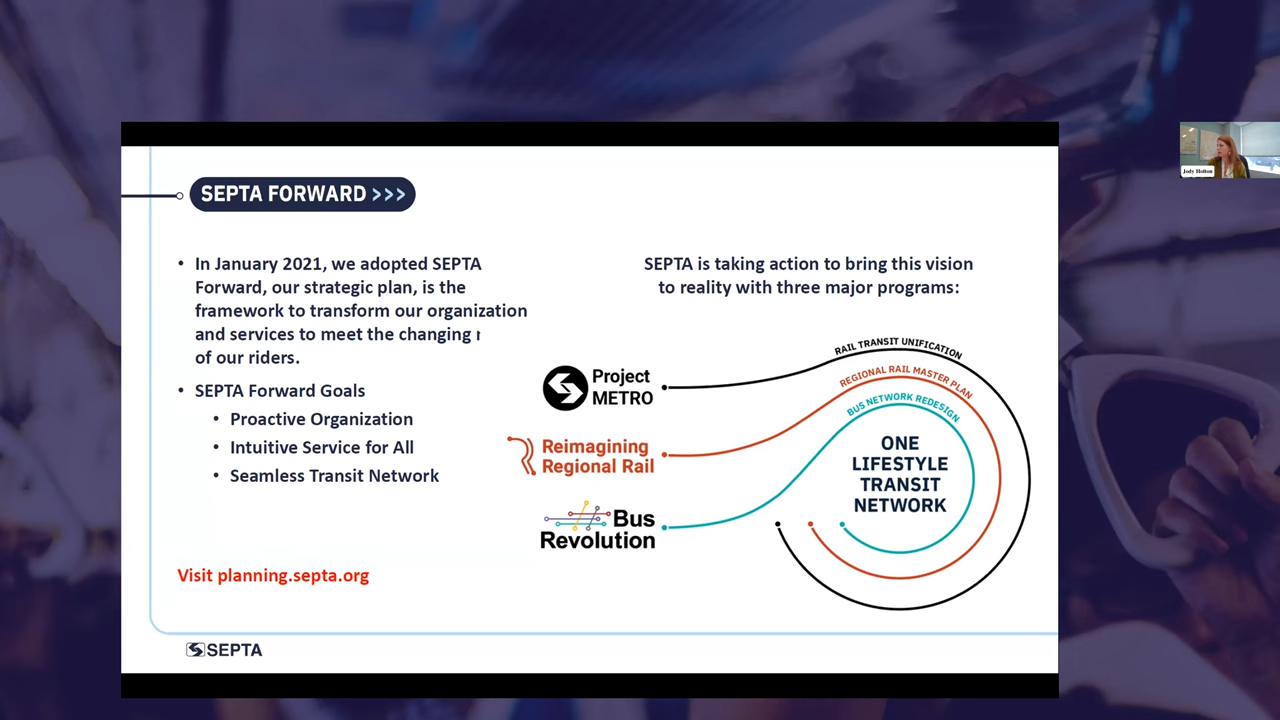 SEPTA FORWARD >>>
• In January 2021, we adopted SEPTA
Forward, our strategic plan, is the
framework to transform our organization
and services to meet the changing
of our riders.
• SEPTA Forward Goals
• Proactive Organization
• Intuitive Service for All
• Seamless Transit Network
Visit planning.septa.org
SEPTA is taking action to bring this vision
to reality with three major programs:
Project
METRO
Reimagining
Regional Rail
Bus
Revolution
RAIL TRANSIT UNIFICATION
REGIONAL RAIL MASTER PLAN
BUS NETWORK REDESIGN
ONE
LIFESTYLE
TRANSIT
NETWORK
SEPTA
Jody Holton